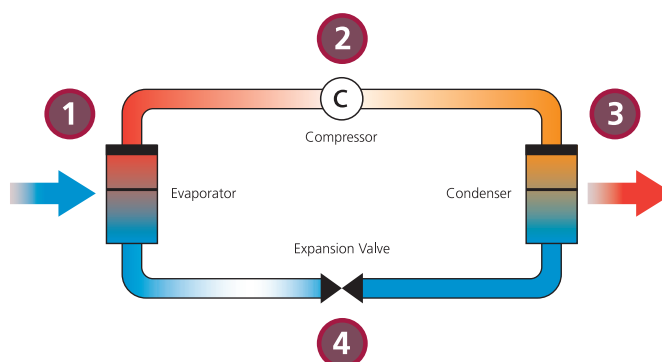 2
1
C
3
Compressor
Evaporator
Condenser
Expansion Valve
4